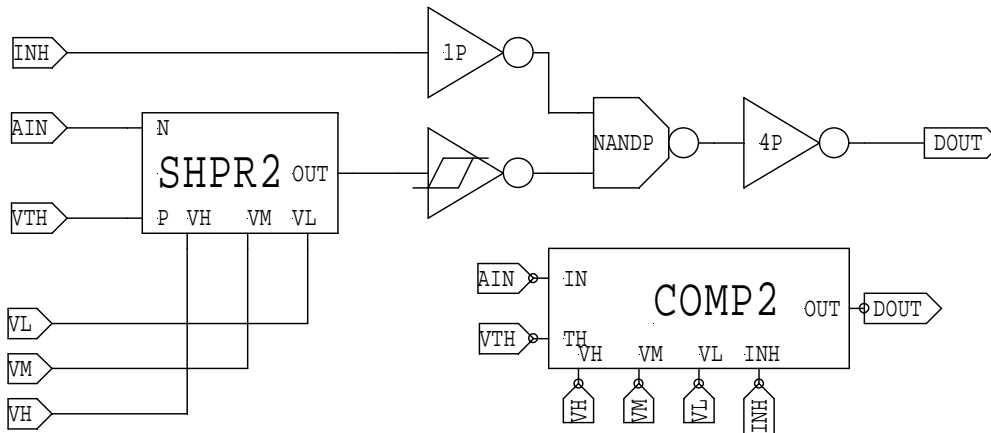 INH
1P
AIN
N
SHPR2
OUT
NANDP
4P
DOUT
VTH
P
VH
VM
VL
VL
VM
VH
AIN
IN
COMP2
OUT
DOUT
VTH
TH
VH
VM
VL
INH
VH
VM
VL
INH